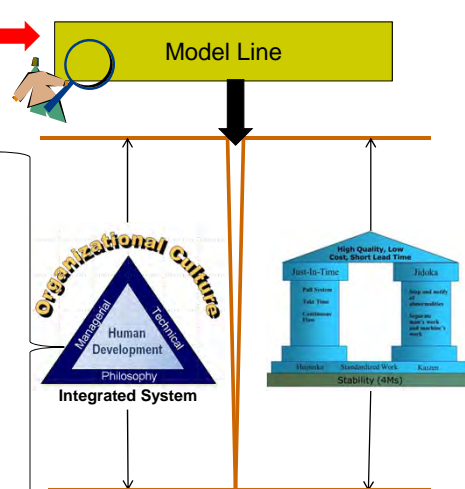 Model Line
Organizational Culture
Managerial
Technical
Human
Development
Philosophy
Integrated System
High Quality, Low
Cost, Short Lead Time
Just-In-Time
Pull System
Takt Time
Continuous
Flow
Jidoka
Stop and notify
of
abnormalities
Separate
man's work
and machine's
work
Heijunka
Standardized Work
Kaizen
Stability (4Ms)